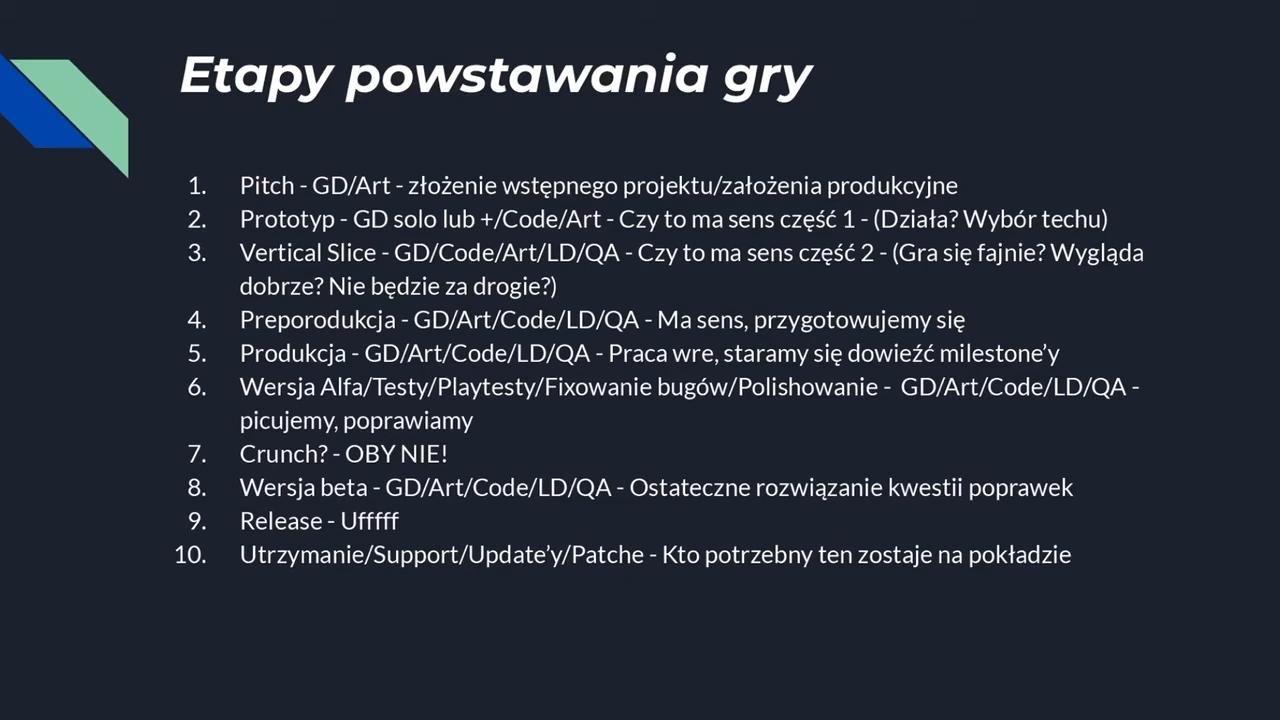 Etapy powstawania gry
1. Pitch - GD/Art - złożenie wstępnego projektu/założenia produkcyjne
2. Prototyp - GD solo lub +/Code/Art - Czy to ma sens część 1 - (Działa? Wybór techu)
3. Vertical Slice - GD/Code/Art/LD/QA - Czy to ma sens część 2 - (Gra się fajnie? Wygląda
dobrze? Nie będzie za drogie?)
4. Preporodukcja - GD/Art/Code/LD/QA - Ma sens, przygotowujemy się
5. Produkcja - GD/Art/Code/LD/QA - Praca wre, staramy się dowieźć milestone’y
6. Wersja Alfa/Testy/Playtesty/Fixowanie bugów/Polishowanie - GD/Art/Code/LD/QA -
picujemy, poprawiamy
7. Crunch? - OBY NIE!
8. Wersja beta - GD/Art/Code/LD/QA - Ostateczne rozwiązanie kwestii poprawek
9. Release - Ufffff
10. Utrzymanie/Support/Update’y/Patche - Kto potrzebny ten zostaje na pokładzie